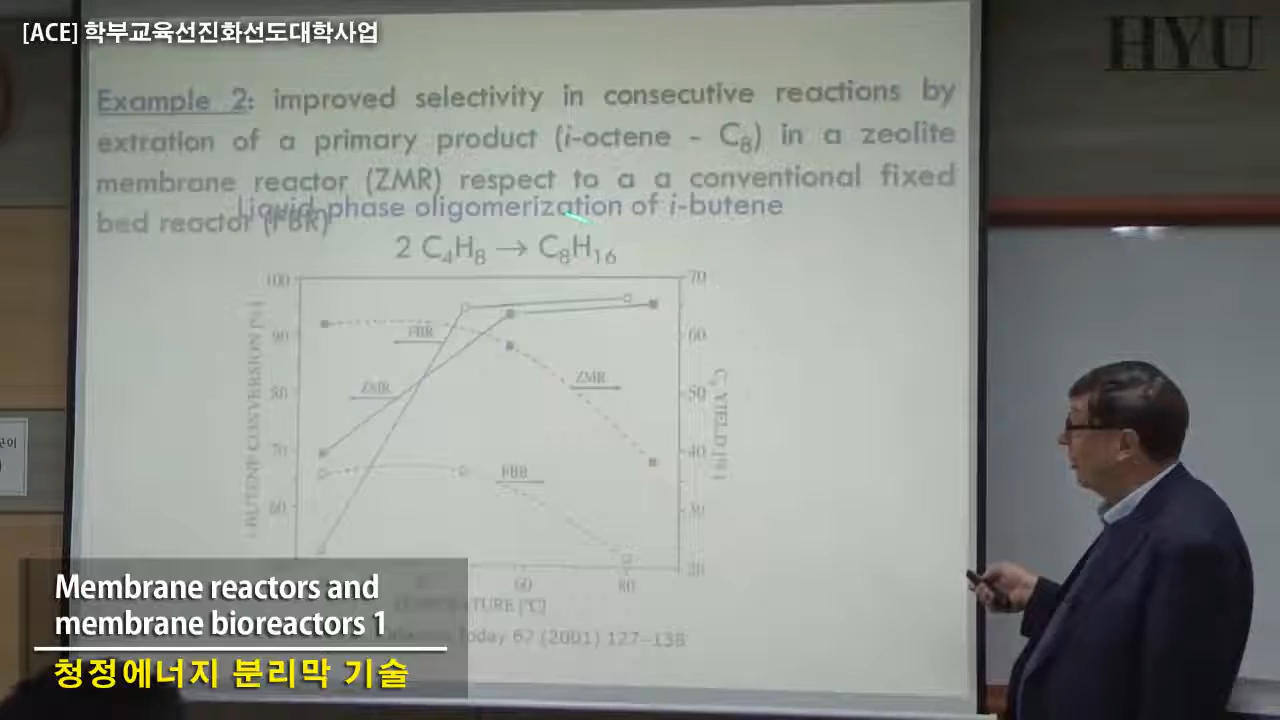 [ACE] 학부교육선진화선도대학사업
HYU
Example 2: improved selectivity in consecutive reactions by
extration of a primary product (i-octene - C8) in a zeolite
membrane reactor (ZMR) respect to a a conventional fixed
bed reactor (FBR)
Liquid-phase oligomerization of i-butene
2 C4H8 → C8H16
100
70
90
60
80
50
70
40
60
30
20
BUTENE CONVERSION [%]
C8 YIELD [%]
FBR
ZMR
ZMR
FBR
60
80
[°C]
Today 67 (2001) 127-138
Membrane reactors and
membrane bioreactors 1
청정에너지 분리막 기술